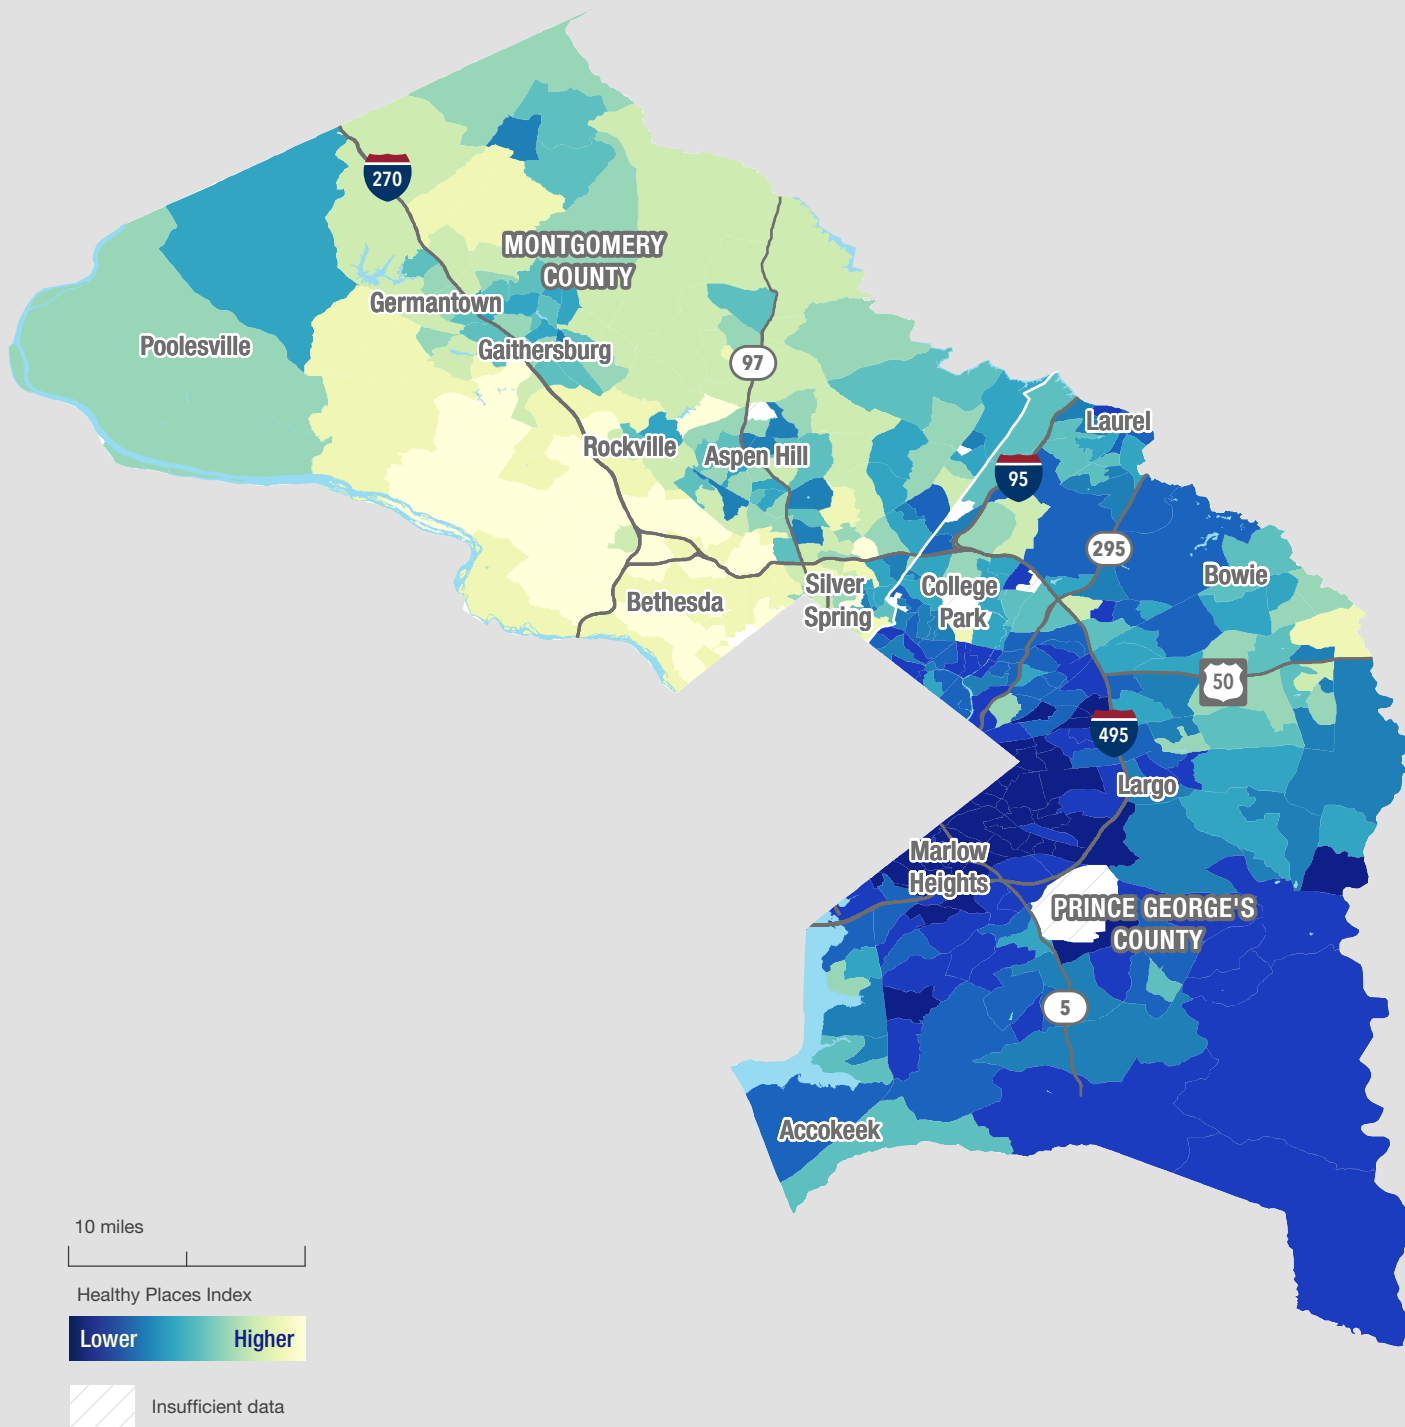 270
MONTGOMERY
COUNTY
Germantown
Poolesville
Gaithersburg
97
Rockville
Aspen Hill
Laurel
95
295
Bowie
Silver
Spring
College
Park
Bethesda
50
495
Largo
Marlow
Heights
PRINCE GEORGE'S
COUNTY
5
Accokeek
10 miles
Healthy Places Index
Lower
Higher
Insufficient data